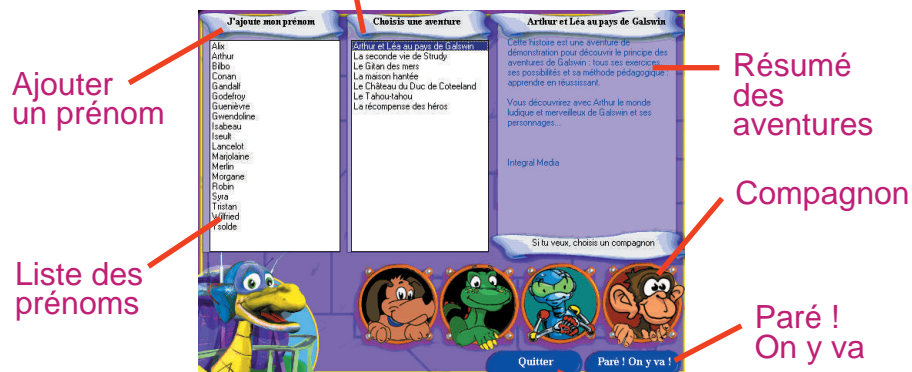 J'ajoute mon prénom
Choisis une aventure
Arthur et Léa au pays de Galswin
Alix
Arthur
Bilbo
Conan
Gandalf
Godefroy
Guenièvre
Gwendoline
Isabeau
Iseult
Lancelot
Marjolaine
Merlin
Morgane
Robin
Syra
Tristan
Wilfried
Ysolde
Arthur et Léa au pays de Galswin
La seconde vie de Strudy
Le Gitan des mers
La maison hantée
Le Château du Duc de Coteeland
Le Tahou-tahou
La récompense des héros
Cette histoire est une aventure de
démonstration pour découvrir le principe des
aventures de Galswin : tous ses exercices,
ses possibilités et sa méthode pédagogique :
apprendre en réussissant.
Vous découvrirez avec Arthur le monde
ludique et merveilleux de Galswin et ses
personnages...
Integral Media
Si tu veux, choisis un compagnon
Quitter
Paré ! On y va !
Ajouter
un prénom
Liste des
prénoms
Résumé
des
aventures
Compagnon
Paré !
On y va